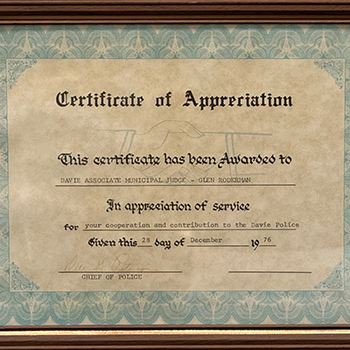 Certificate of Appreciation
This certificate has been Awarded to
DAVIE ASSOCIATE MUNICIPAL JUDGE - GLEN RODERMAN
In appreciation of service
for your cooperation and contribution to the Davie Police
Given this 28 day of December 1976
CHIEF OF POLICE